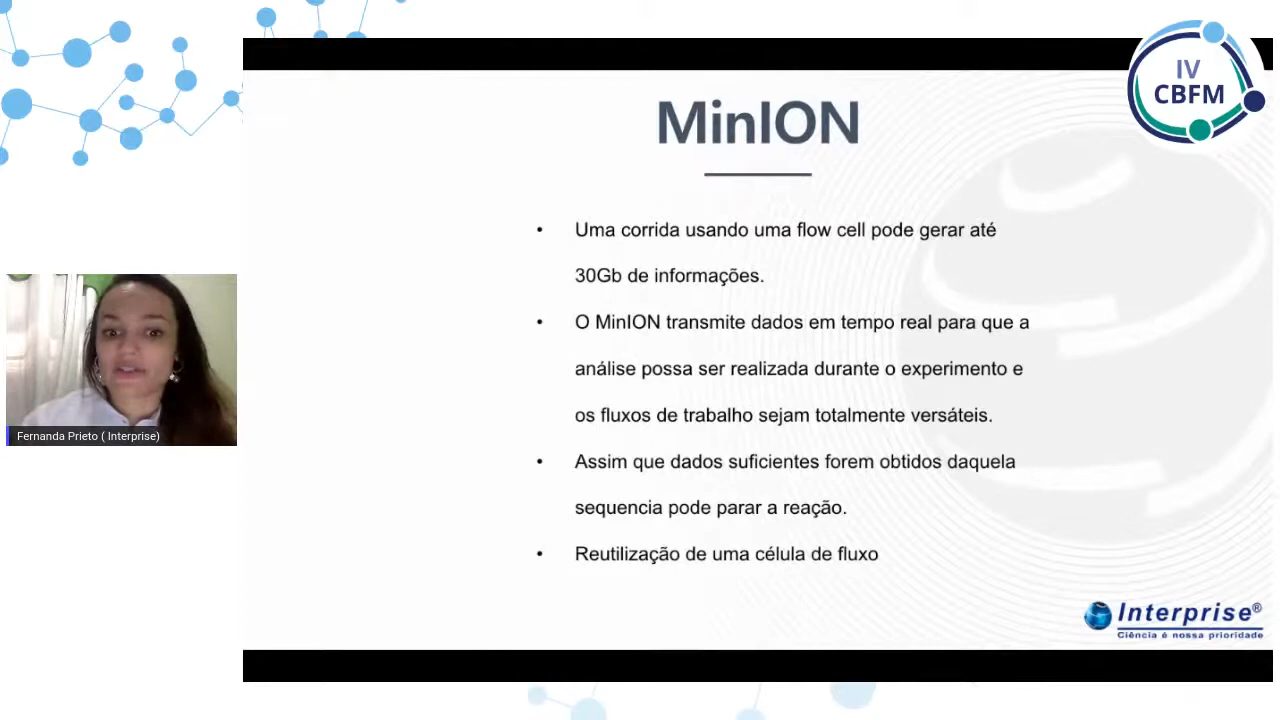 IV
CBFM
MinION
• Uma corrida usando uma flow cell pode gerar até
30Gb de informações.
• O MinION transmite dados em tempo real para que a
análise possa ser realizada durante o experimento e
os fluxos de trabalho sejam totalmente versáteis.
• Assim que dados suficientes forem obtidos daquela
sequencia pode parar a reação.
• Reutilização de uma célula de fluxo
Fernanda Prieto ( Interprise)
Interprise®
Ciência é nossa prioridade